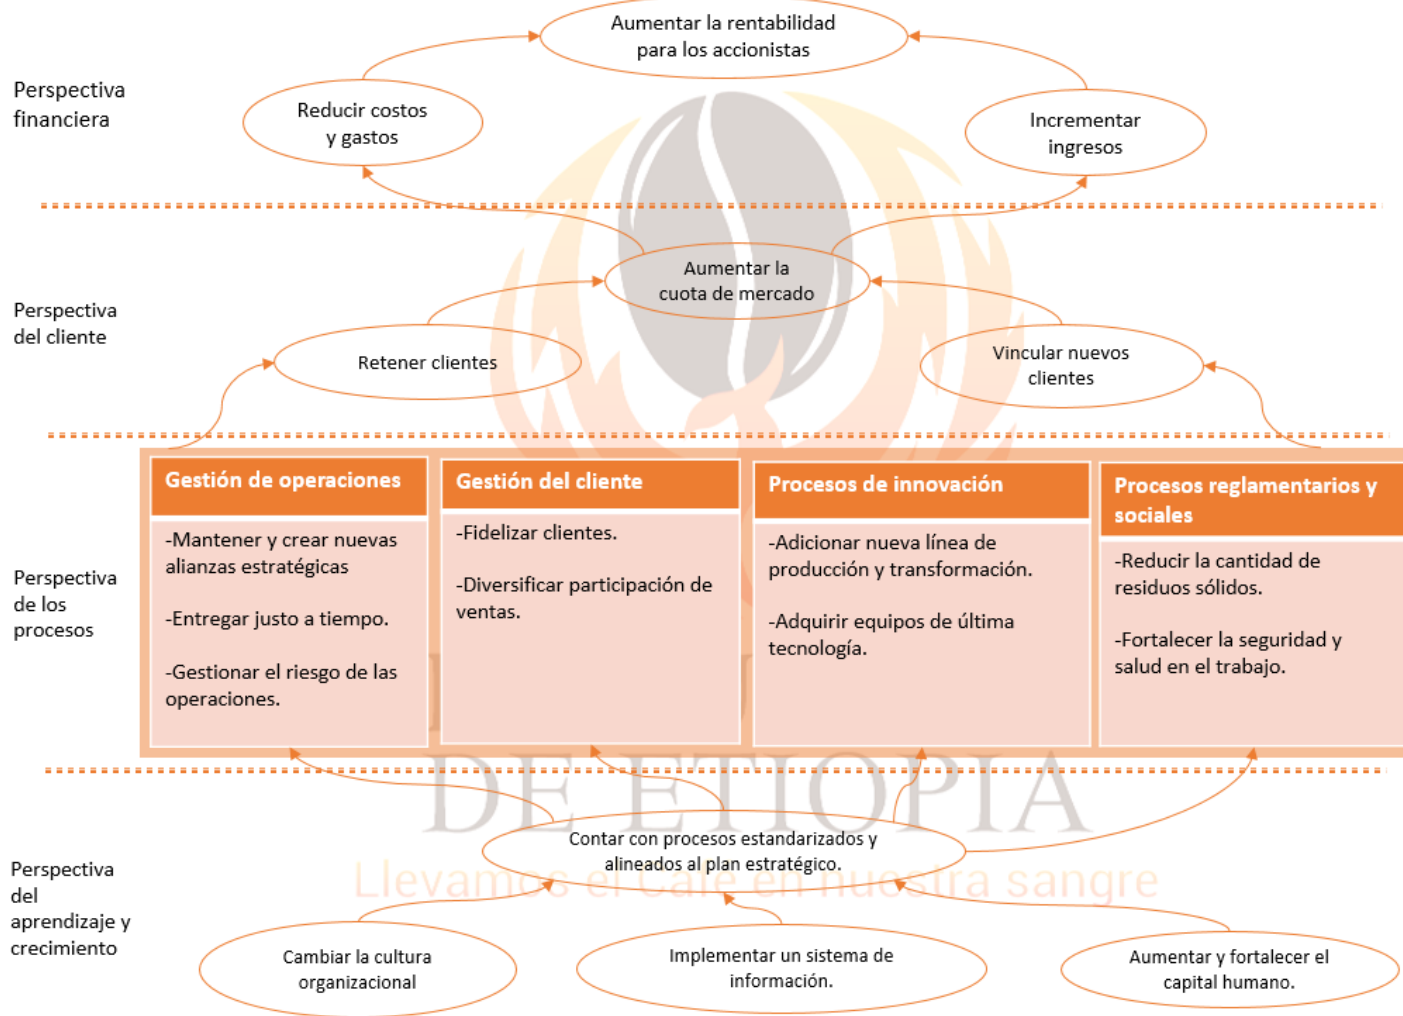 Aumentar la rentabilidad
para los accionistas
Perspectiva
financiera
Reducir costos
y gastos
Incrementar
ingresos
Perspectiva
del cliente
Aumentar la
cuota de mercado
Retener clientes
Vincular nuevos
clientes
Perspectiva
de los
procesos
Gestión de operaciones
-Mantener y crear nuevas
alianzas estratégicas
-Entregar justo a tiempo.
-Gestionar el riesgo de las
operaciones.
Gestión del cliente
-Fidelizar clientes.
-Diversificar participación de
ventas.
Procesos de innovación
-Adicionar nueva línea de
producción y transformación.
-Adquirir equipos de última
tecnología.
Procesos reglamentarios y
sociales
-Reducir la cantidad de
residuos sólidos.
-Fortalecer la seguridad y
salud en el trabajo.
DE ETIOPIA
Perspectiva
del
aprendizaje y
crecimiento
Contar con procesos estandarizados y
alineados al plan estratégico.
Llevamos el Café en nuestra sangre
Cambiar la cultura
organizacional
Implementar un sistema de
información.
Aumentar y fortalecer el
capital humano.